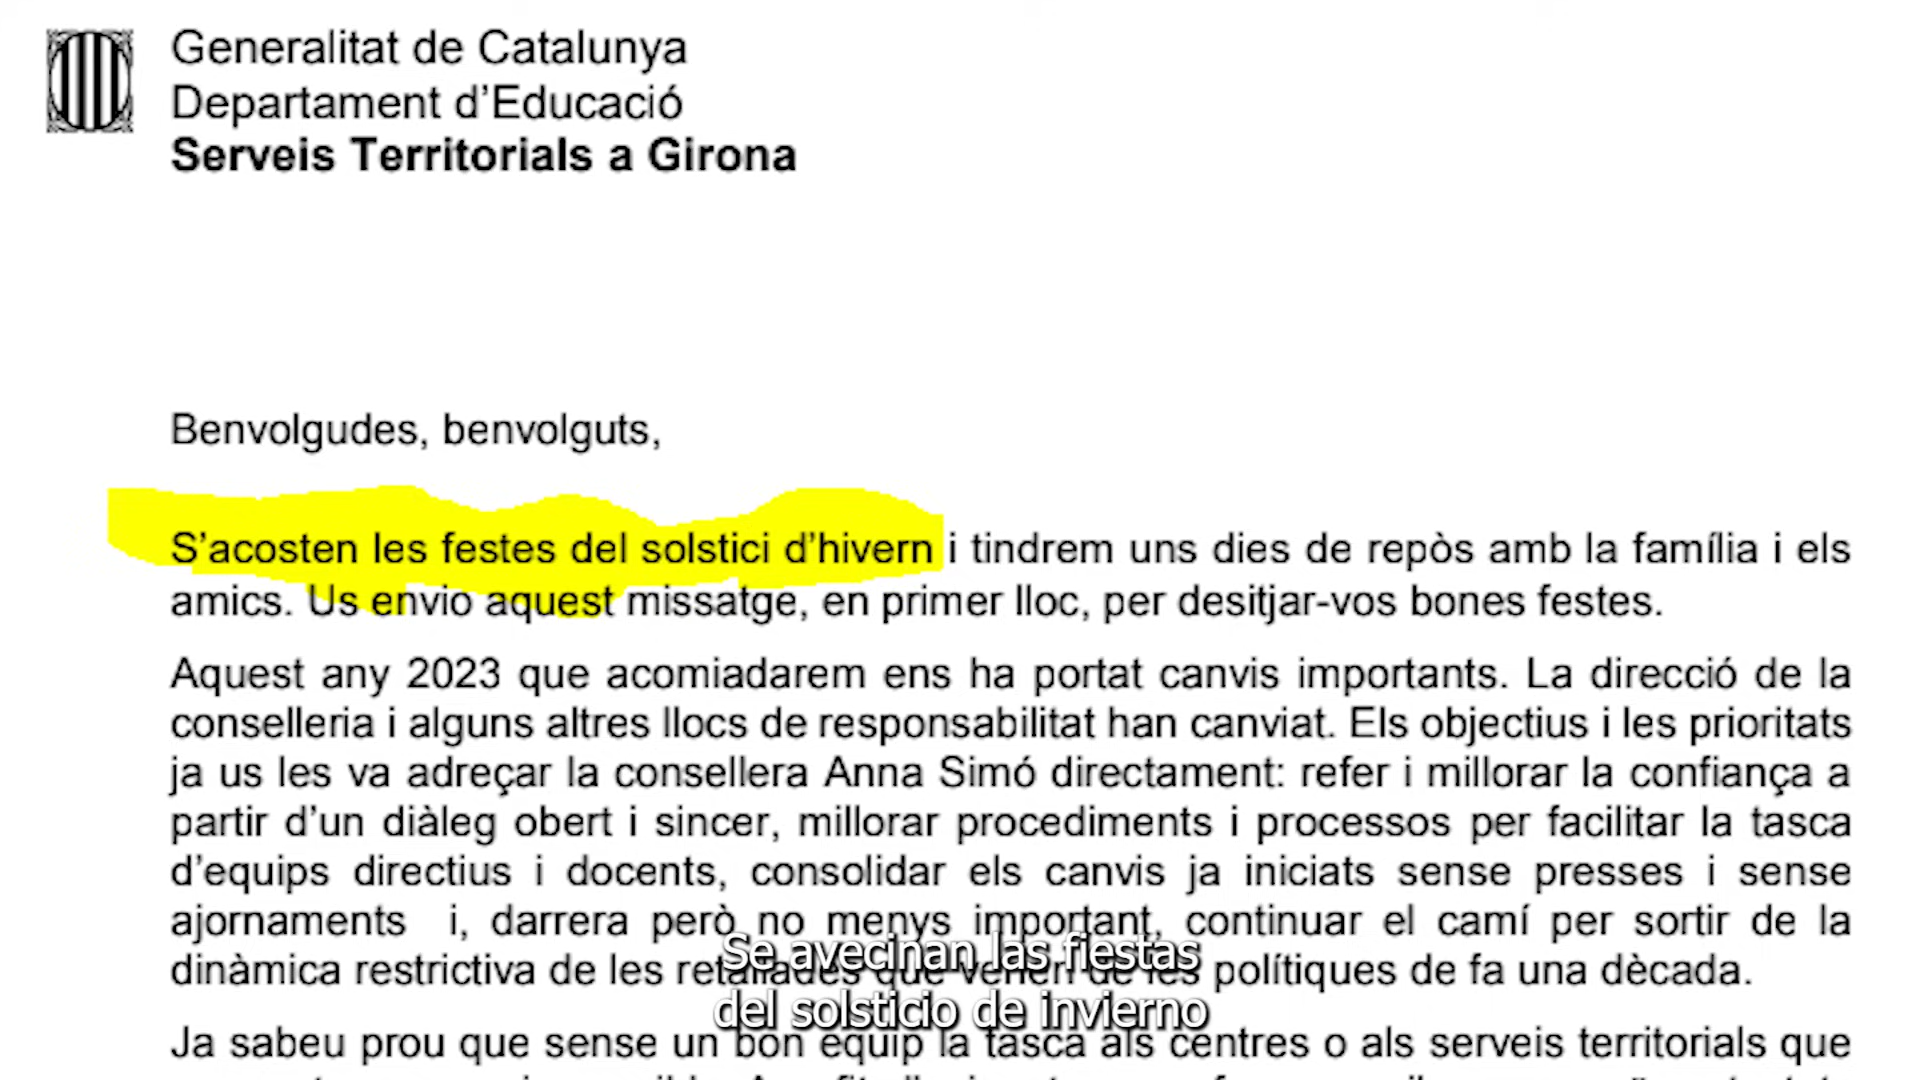 Generalitat de Catalunya
Departament d’Educació
Serveis Territorials a Girona
Benvolgudes, benvolguts,
S’acosten les festes del solstici d’hivern i tindrem uns dies de repòs amb la família i els
amics. Us envio aquest missatge, en primer lloc, per desitjar-vos bones festes.
Aquest any 2023 que acomiadarem ens ha portat canvis importants. La direcció de la
conselleria i alguns altres llocs de responsabilitat han canviat. Els objectius i les prioritats
ja us les va adreçar la consellera Anna Simó directament: refer i millorar la confiança a
partir d’un diàleg obert i sincer, millorar procediments i processos per facilitar la tasca
d’equips directius i docents, consolidar els canvis ja iniciats sense presses i sense
ajornaments i, darrera però no menys important, continuar el camí per sortir de la
dinàmica restrictiva de les retallades que venen de les polítiques de fa una dècada.
Se avecinan las fiestas
del solsticio de invierno
Ja sabeu prou que sense un bon equip la tasca als centres o als serveis territorials que